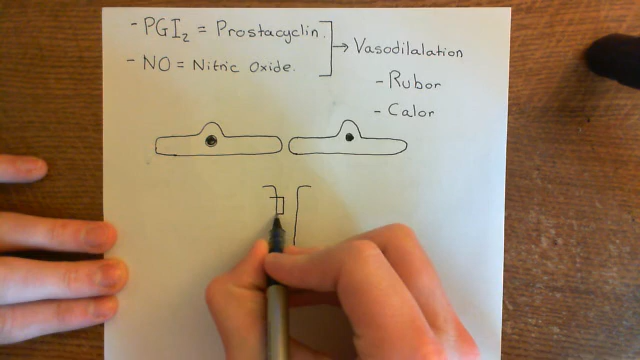 - PGI₂ = Prostacyclin.
- NO = Nitric Oxide.
→ Vasodilalation
- Rubor
- Calor